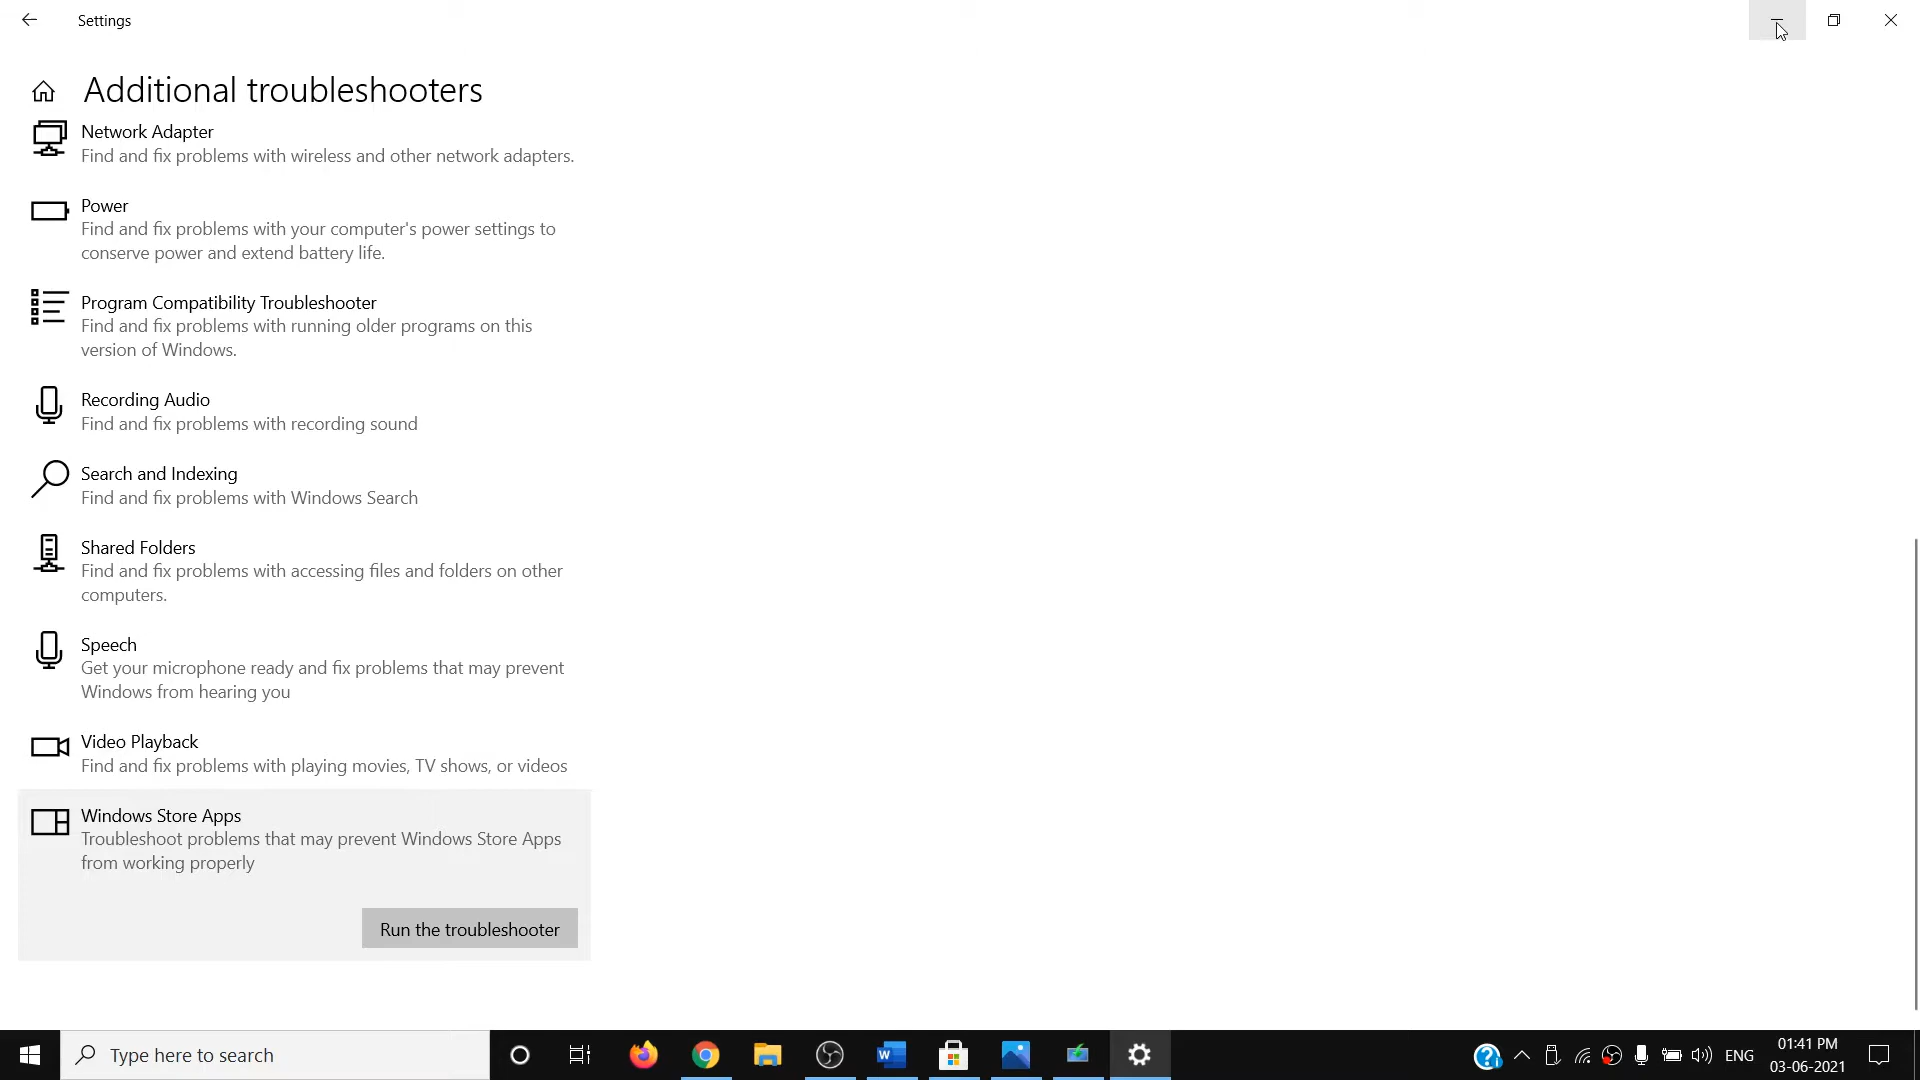 Settings
Additional troubleshooters
Network Adapter
Find and fix problems with wireless and other network adapters.
Power
Find and fix problems with your computer's power settings to
conserve power and extend battery life.
Program Compatibility Troubleshooter
Find and fix problems with running older programs on this
version of Windows.
Recording Audio
Find and fix problems with recording sound
Search and Indexing
Find and fix problems with Windows Search
Shared Folders
Find and fix problems with accessing files and folders on other
computers.
Speech
Get your microphone ready and fix problems that may prevent
Windows from hearing you
Video Playback
Find and fix problems with playing movies, TV shows, or videos
Windows Store Apps
Troubleshoot problems that may prevent Windows Store Apps
from working properly
Run the troubleshooter
Type here to search
ENG
01:41 PM
03-06-2021